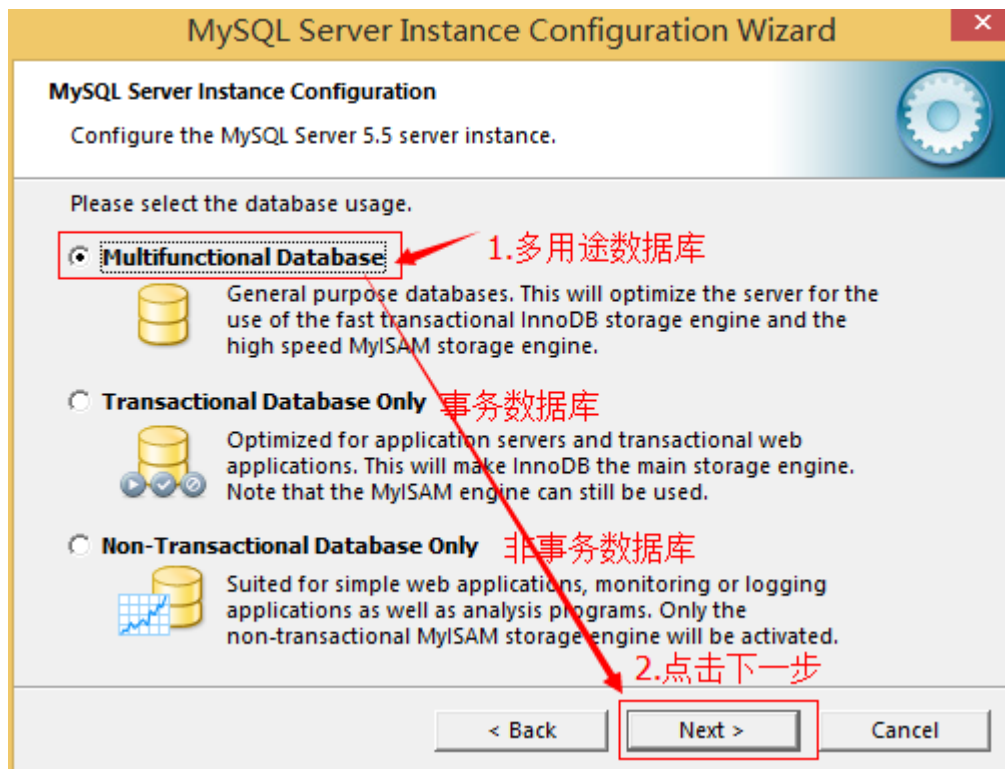 MySQL Server Instance Configuration Wizard
MySQL Server Instance Configuration
Configure the MySQL Server 5.5 server instance.
Please select the database usage.
Multifunctional Database
1.多用途数据库
General purpose databases. This will optimize the server for the
use of the fast transactional InnoDB storage engine and the
high speed MyISAM storage engine.
Transactional Database Only 事务数据库
Optimized for application servers and transactional web
applications. This will make InnoDB the main storage engine.
Note that the MyISAM engine can still be used.
Non-Transactional Database Only 非事务数据库
Suited for simple web applications, monitoring or logging
applications as well as analysis programs. Only the
non-transactional MyISAM storage engine will be activated.
2.点击下一步
< Back Next > Cancel